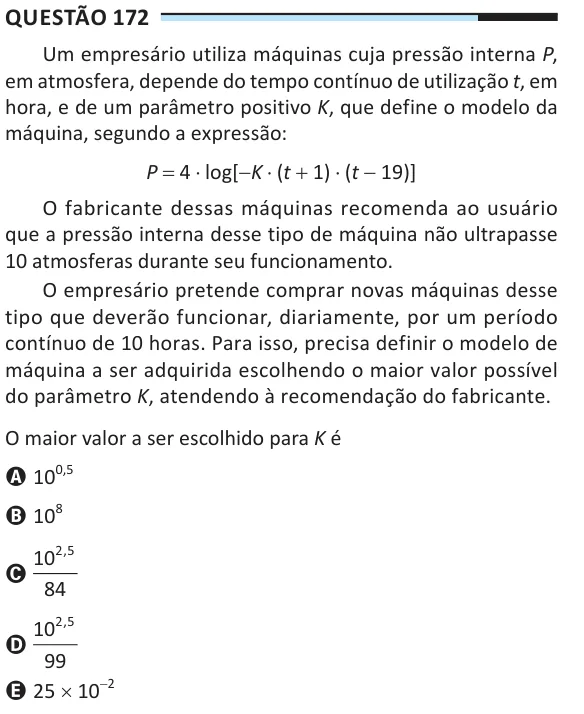 QUESTÃO 172
Um empresário utiliza máquinas cuja pressão interna P,
em atmosfera, depende do tempo contínuo de utilização t, em
hora, e de um parâmetro positivo K, que define o modelo da
máquina, segundo a expressão:
P = 4 · log[−K · (t + 1) · (t − 19)]
O fabricante dessas máquinas recomenda ao usuário
que a pressão interna desse tipo de máquina não ultrapasse
10 atmosferas durante seu funcionamento.
O empresário pretende comprar novas máquinas desse
tipo que deverão funcionar, diariamente, por um período
contínuo de 10 horas. Para isso, precisa definir o modelo de
máquina a ser adquirida escolhendo o maior valor possível
do parâmetro K, atendendo à recomendação do fabricante.
O maior valor a ser escolhido para K é
A 10^0,5
B 10^8
C 10^2,5 / 84
D 10^2,5 / 99
E 25 × 10^−2